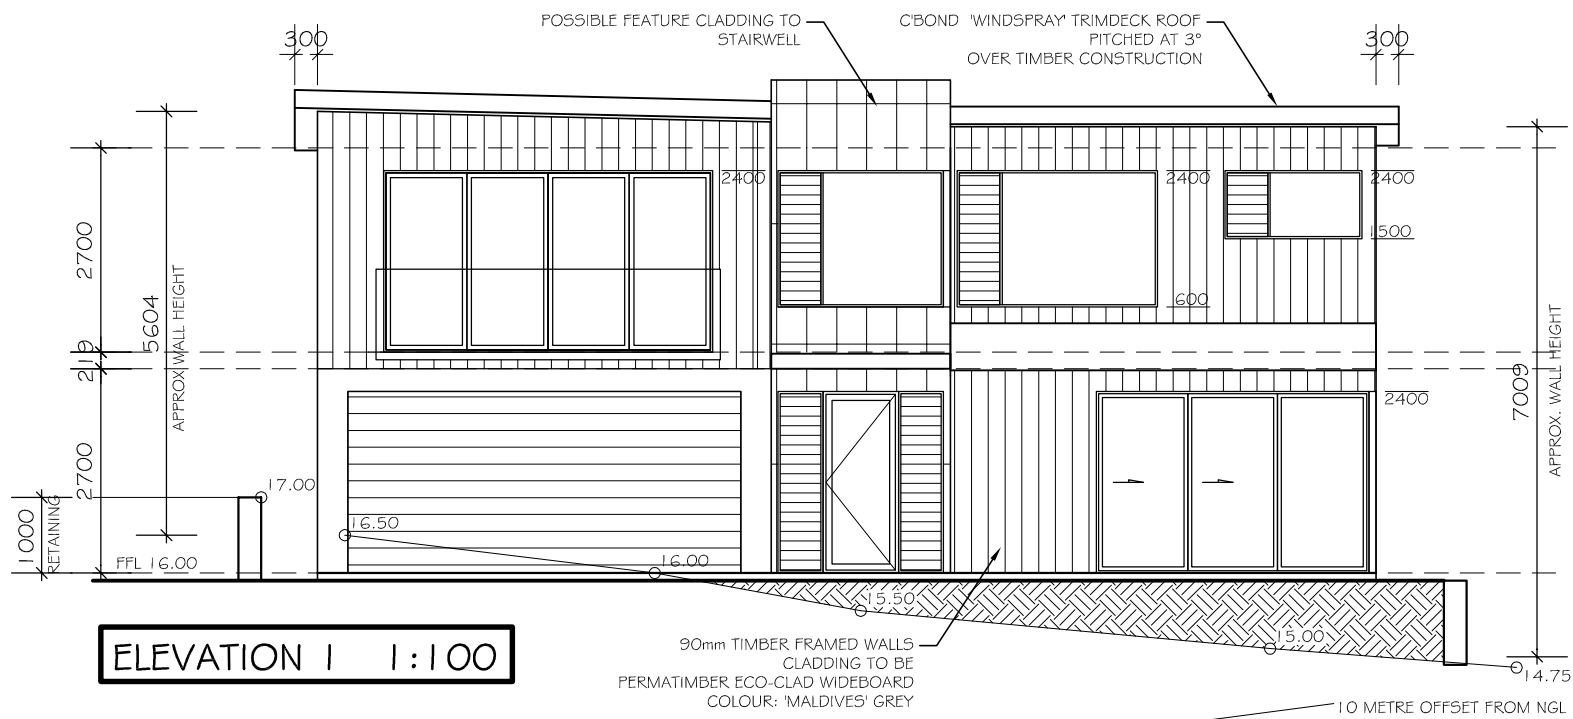 POSSIBLE FEATURE CLADDING TO
STAIRWELL
C'BOND 'WINDSPRAY' TRIMDECK ROOF
PITCHED AT 3°
OVER TIMBER CONSTRUCTION
300
300
2700
219
2700
5604
APPROX WALL HEIGHT
1000
RETAINING
17.00
FFL 16.00
2400
2400
600
2400
1500
2400
7009
APPROX. WALL HEIGHT
16.50
16.00
15.50
15.00
14.75
ELEVATION 1 1:100
90mm TIMBER FRAMED WALLS
CLADDING TO BE
PERMATIMBER ECO-CLAD WIDEBOARD
COLOUR: 'MALDIVES' GREY
10 METRE OFFSET FROM NGL